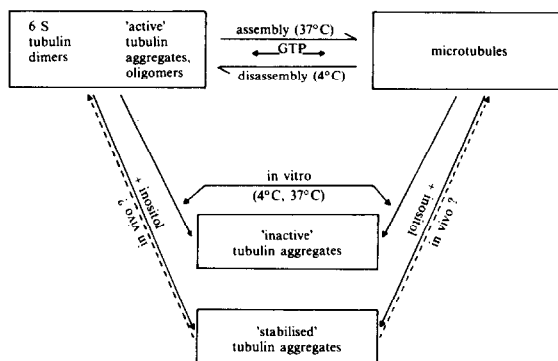 6 S
tubulin
dimers
'active'
tubulin
aggregates,
oligomers
assembly (37°C)
GTP
disassembly (4°C)
microtubules
in vitro
(4°C, 37°C)
'inactive'
tubulin aggregates
+ inositol
in vivo ?
+ inositol
in vivo ?
'stabilised'
tubulin aggregates